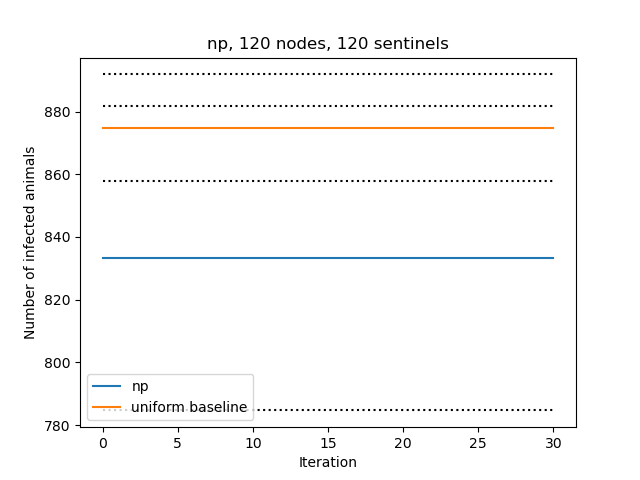 np, 120 nodes, 120 sentinels
Number of infected animals
880
860
840
820
800
780
np
uniform baseline
0 5 10 15 20 25 30
Iteration